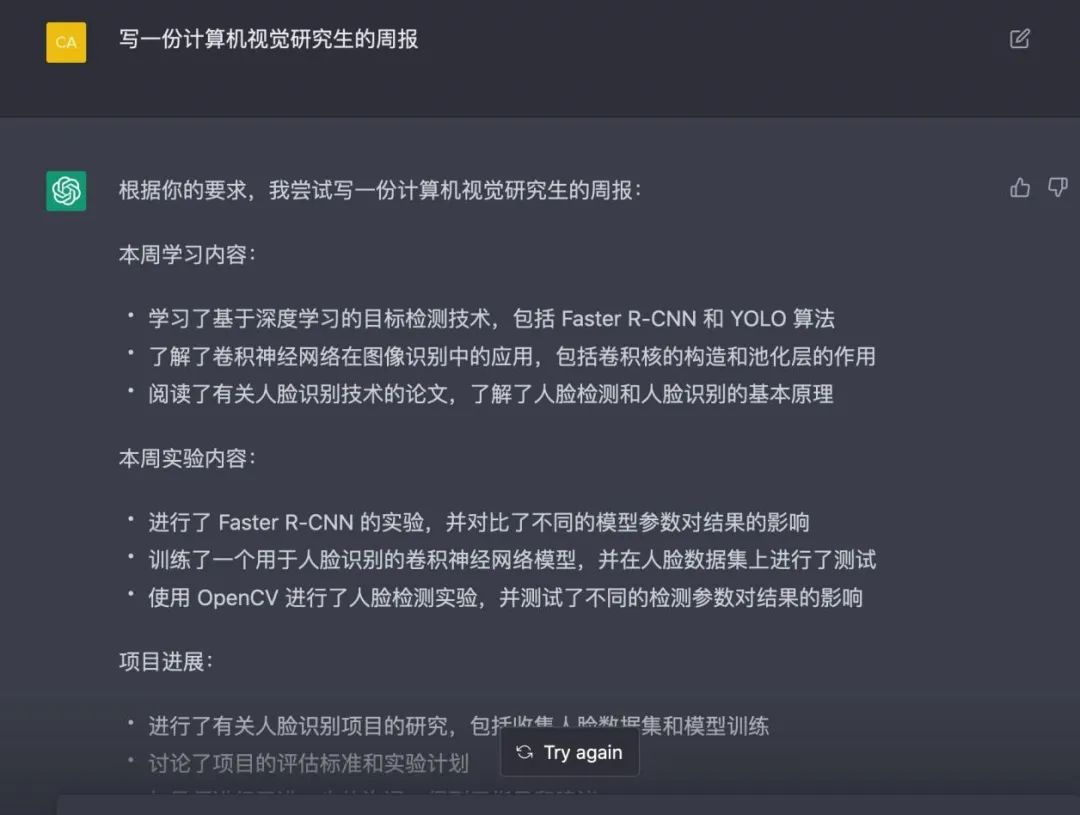 CA
写一份计算机视觉研究生的周报
根据你的要求，我尝试写一份计算机视觉研究生的周报：
本周学习内容：
• 学习了基于深度学习的目标检测技术，包括 Faster R-CNN 和 YOLO 算法
• 了解了卷积神经网络在图像识别中的应用，包括卷积核的构造和池化层的作用
• 阅读了有关人脸识别技术的论文，了解了人脸检测和人脸识别的基本原理
本周实验内容：
• 进行了 Faster R-CNN 的实验，并对比了不同的模型参数对结果的影响
• 训练了一个用于人脸识别的卷积神经网络模型，并在人脸数据集上进行了测试
• 使用 OpenCV 进行了人脸检测实验，并测试了不同的检测参数对结果的影响
项目进展：
• 进行了有关人脸识别项目的研究，包括收集人脸数据集和模型训练
Try again
• 讨论了项目的评估标准和实验计划